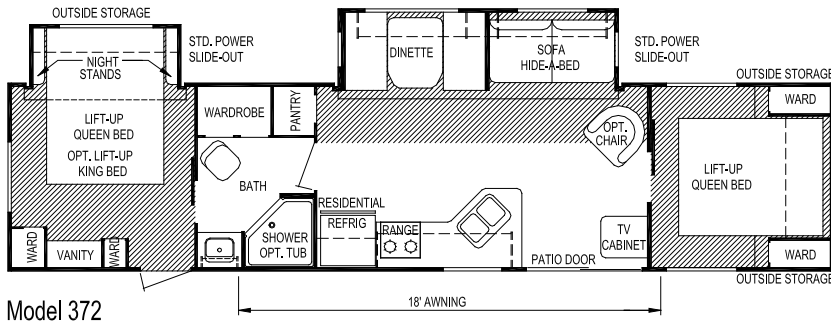 OUTSIDE STORAGE
STD. POWER
SLIDE-OUT
NIGHT
STANDS
DINETTE
SOFA
HIDE-A-BED
STD. POWER
SLIDE-OUT
OUTSIDE STORAGE
WARDROBE
PANTRY
WARD
LIFT-UP
QUEEN BED
OPT. LIFT-UP
KING BED
OPT.
CHAIR
LIFT-UP
QUEEN BED
BATH
RESIDENTIAL
REFRIG
RANGE
WARD
VANITY
WARD
SHOWER
OPT. TUB
TV
CABINET
WARD
PATIO DOOR
OUTSIDE STORAGE
Model 372
18' AWNING